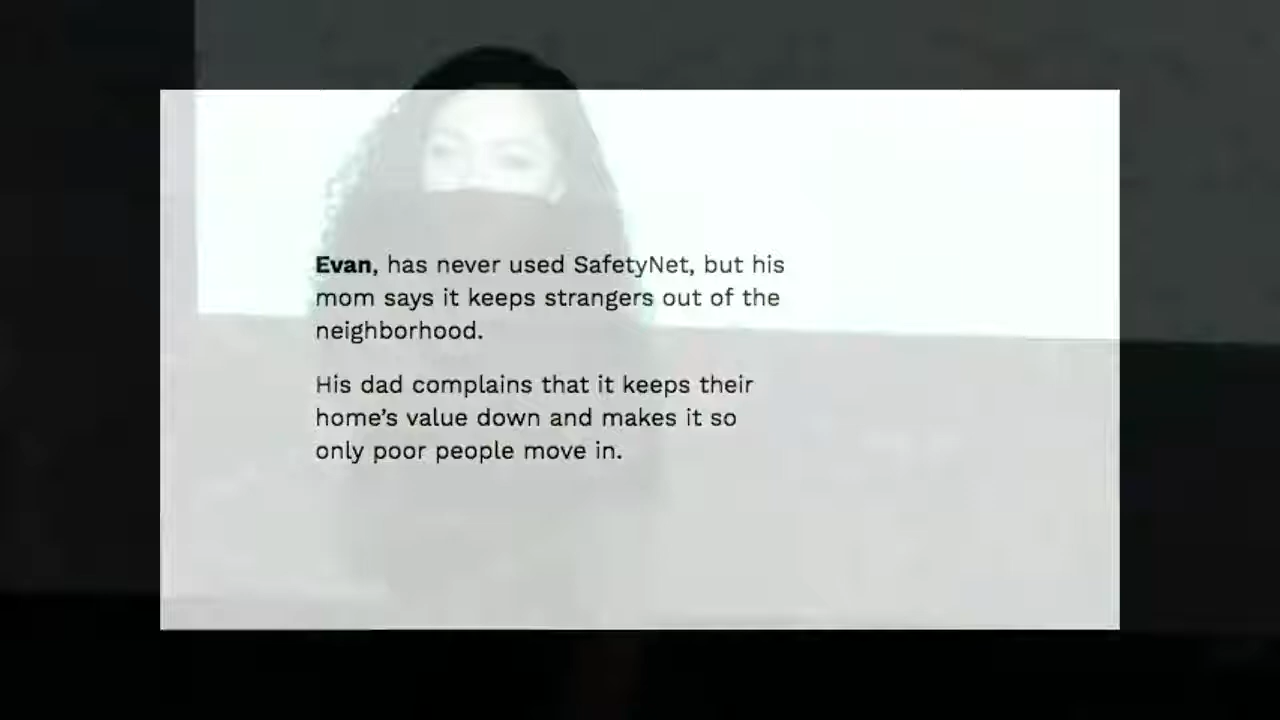 Evan, has never used SafetyNet, but his
mom says it keeps strangers out of the
neighborhood.
His dad complains that it keeps their
home’s value down and makes it so
only poor people move in.